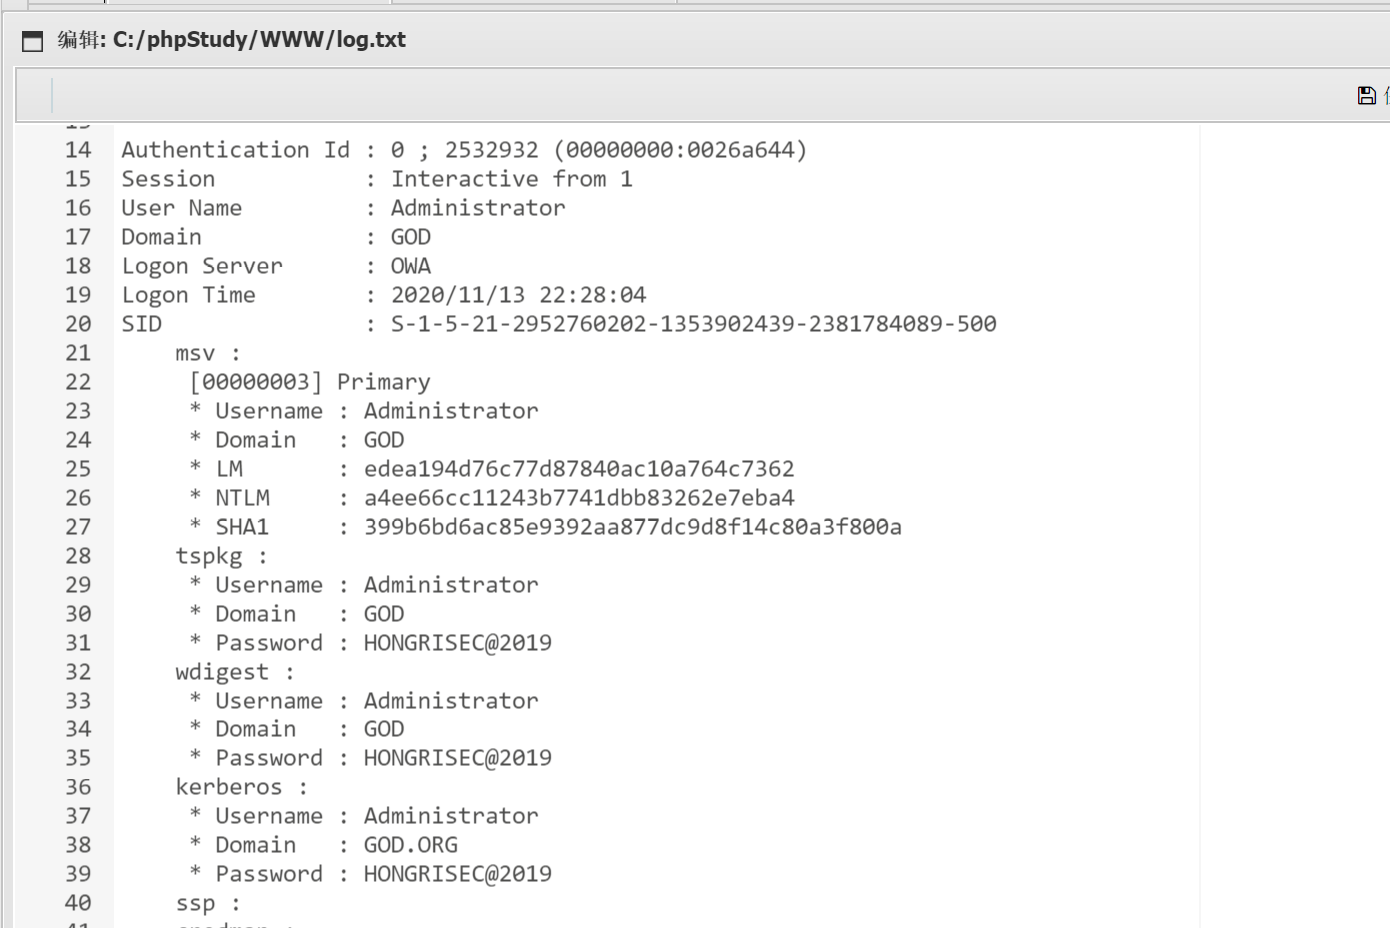 编辑: C:/phpStudy/WWW/log.txt
14 Authentication Id : 0 ; 2532932 (00000000:0026a644)
15 Session : Interactive from 1
16 User Name : Administrator
17 Domain : GOD
18 Logon Server : OWA
19 Logon Time : 2020/11/13 22:28:04
20 SID : S-1-5-21-2952760202-1353902439-2381784089-500
21 msv :
22 [00000003] Primary
23 * Username : Administrator
24 * Domain : GOD
25 * LM : edea194d76c77d87840ac10a764c7362
26 * NTLM : a4ee66cc11243b7741dbb83262e7eba4
27 * SHA1 : 399b6bd6ac85e9392aa877dc9d8f14c80a3f800a
28 tspkg :
29 * Username : Administrator
30 * Domain : GOD
31 * Password : HONGRISEC@2019
32 wdigest :
33 * Username : Administrator
34 * Domain : GOD
35 * Password : HONGRISEC@2019
36 kerberos :
37 * Username : Administrator
38 * Domain : GOD.ORG
39 * Password : HONGRISEC@2019
40 ssp :